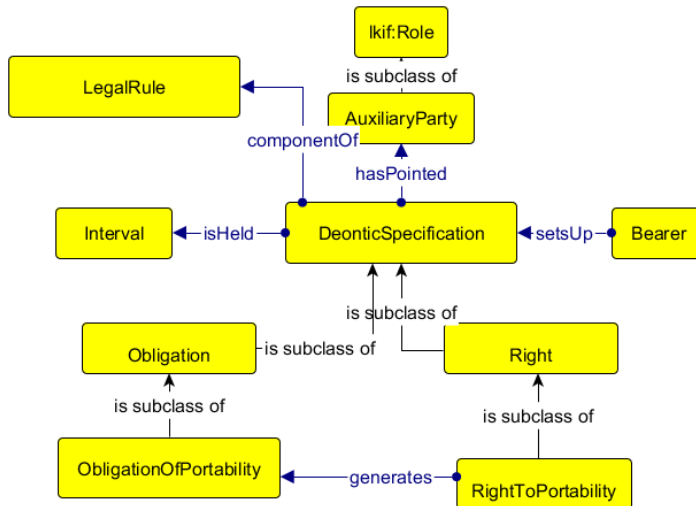 lkif:Role
is subclass of
LegalRule
AuxiliaryParty
componentOf
hasPointed
Interval
isHeld
DeonticSpecification
setsUp
Bearer
is subclass of
Obligation
is subclass of
Right
is subclass of
is subclass of
ObligationOfPortability
generates
RightToPortability